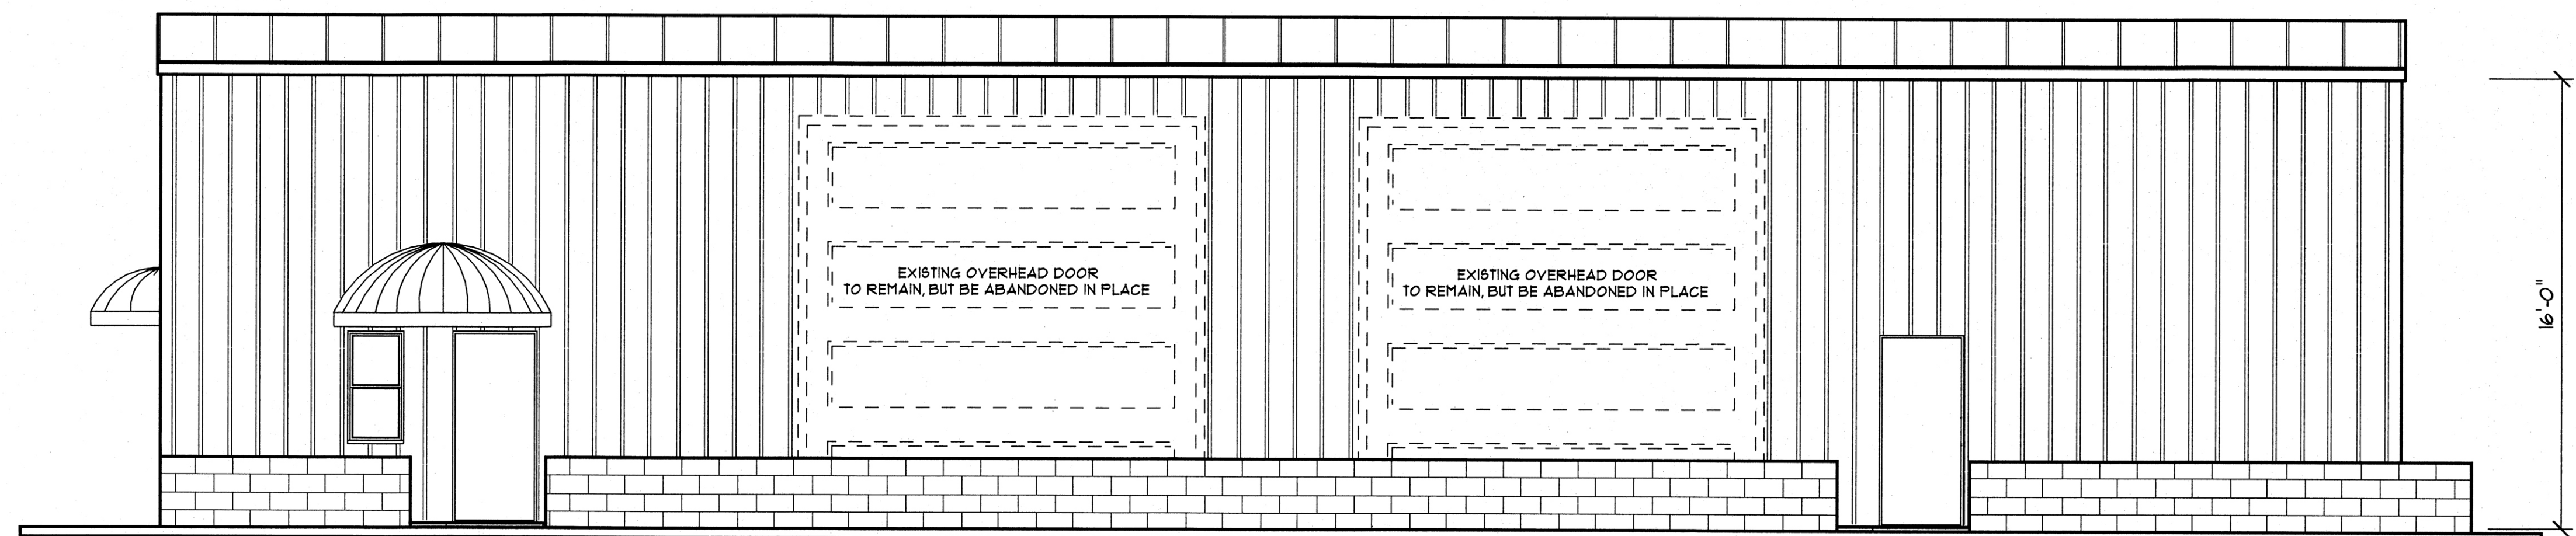 EXISTING OVERHEAD DOOR
TO REMAIN, BUT BE ABANDONED IN PLACE
EXISTING OVERHEAD DOOR
TO REMAIN, BUT BE ABANDONED IN PLACE
16'-0"